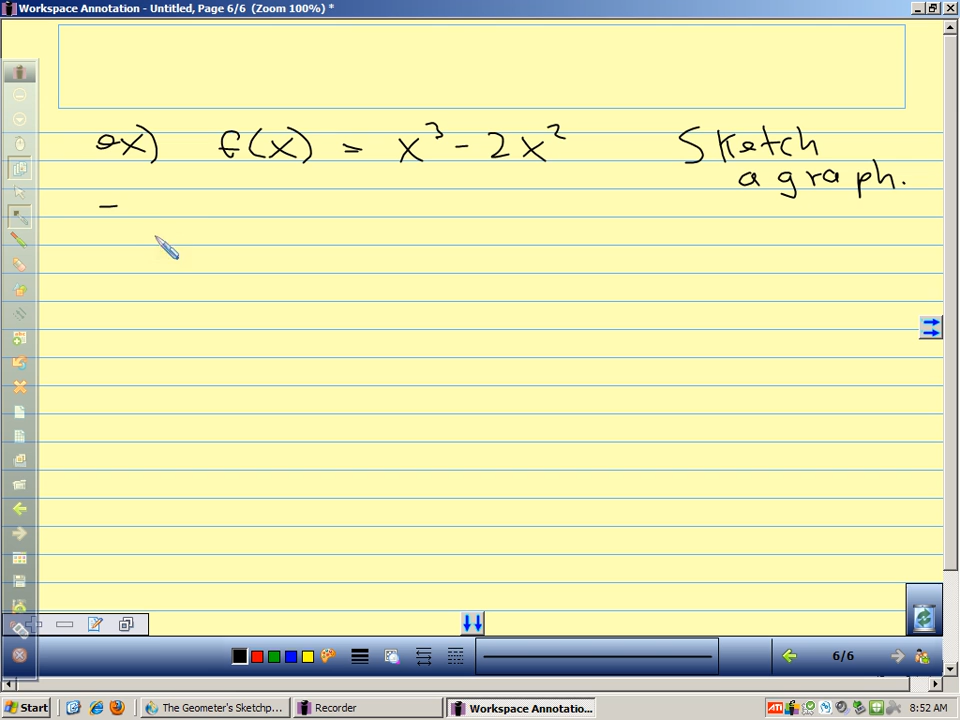 Workspace Annotation - Untitled, Page 6/6 (Zoom 100%) *
ex) f(x) = x³ - 2x² Sketch
a graph.
-
6/6
Start
The Geometer's Sketchp...
Recorder
Workspace Annotatio...
ATI
8:52 AM